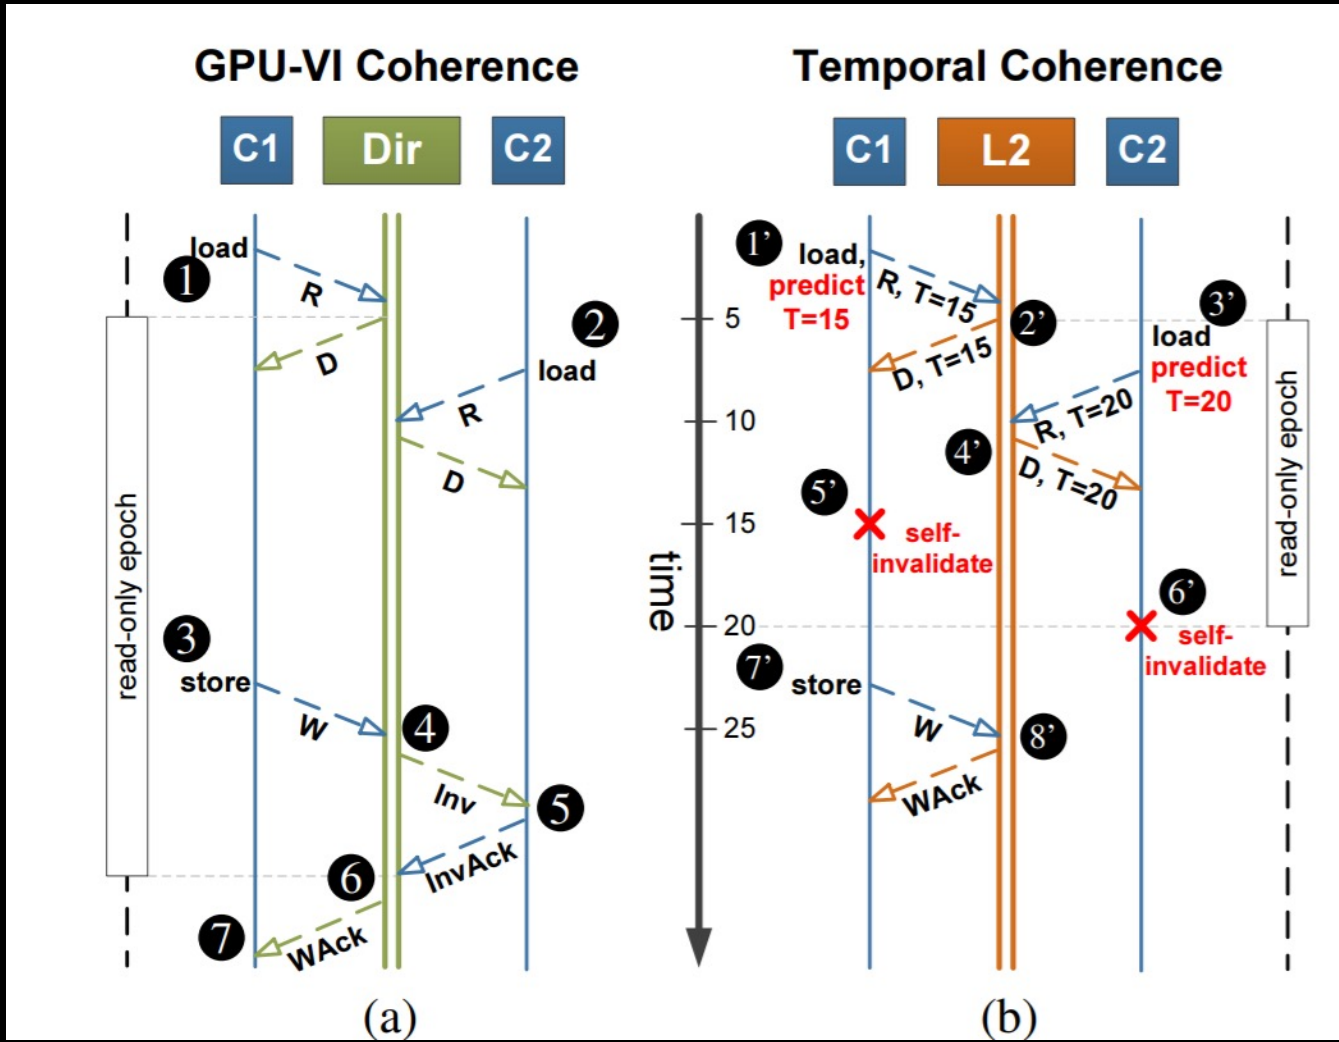 GPU-VI Coherence
C1
Dir
C2
load
1
R
D
2
load
R
D
read-only epoch
3
store
W
4
Inv
5
InvAck
6
WAck
7
(a)
Temporal Coherence
C1
L2
C2
time
5
10
15
20
25
1’
load,
predict
T=15
R, T=15
2’
D, T=15
3’
load
predict
T=20
R, T=20
4’
D, T=20
5’
self-
invalidate
6’
self-
invalidate
read-only epoch
7’
store
W
8’
WAck
(b)